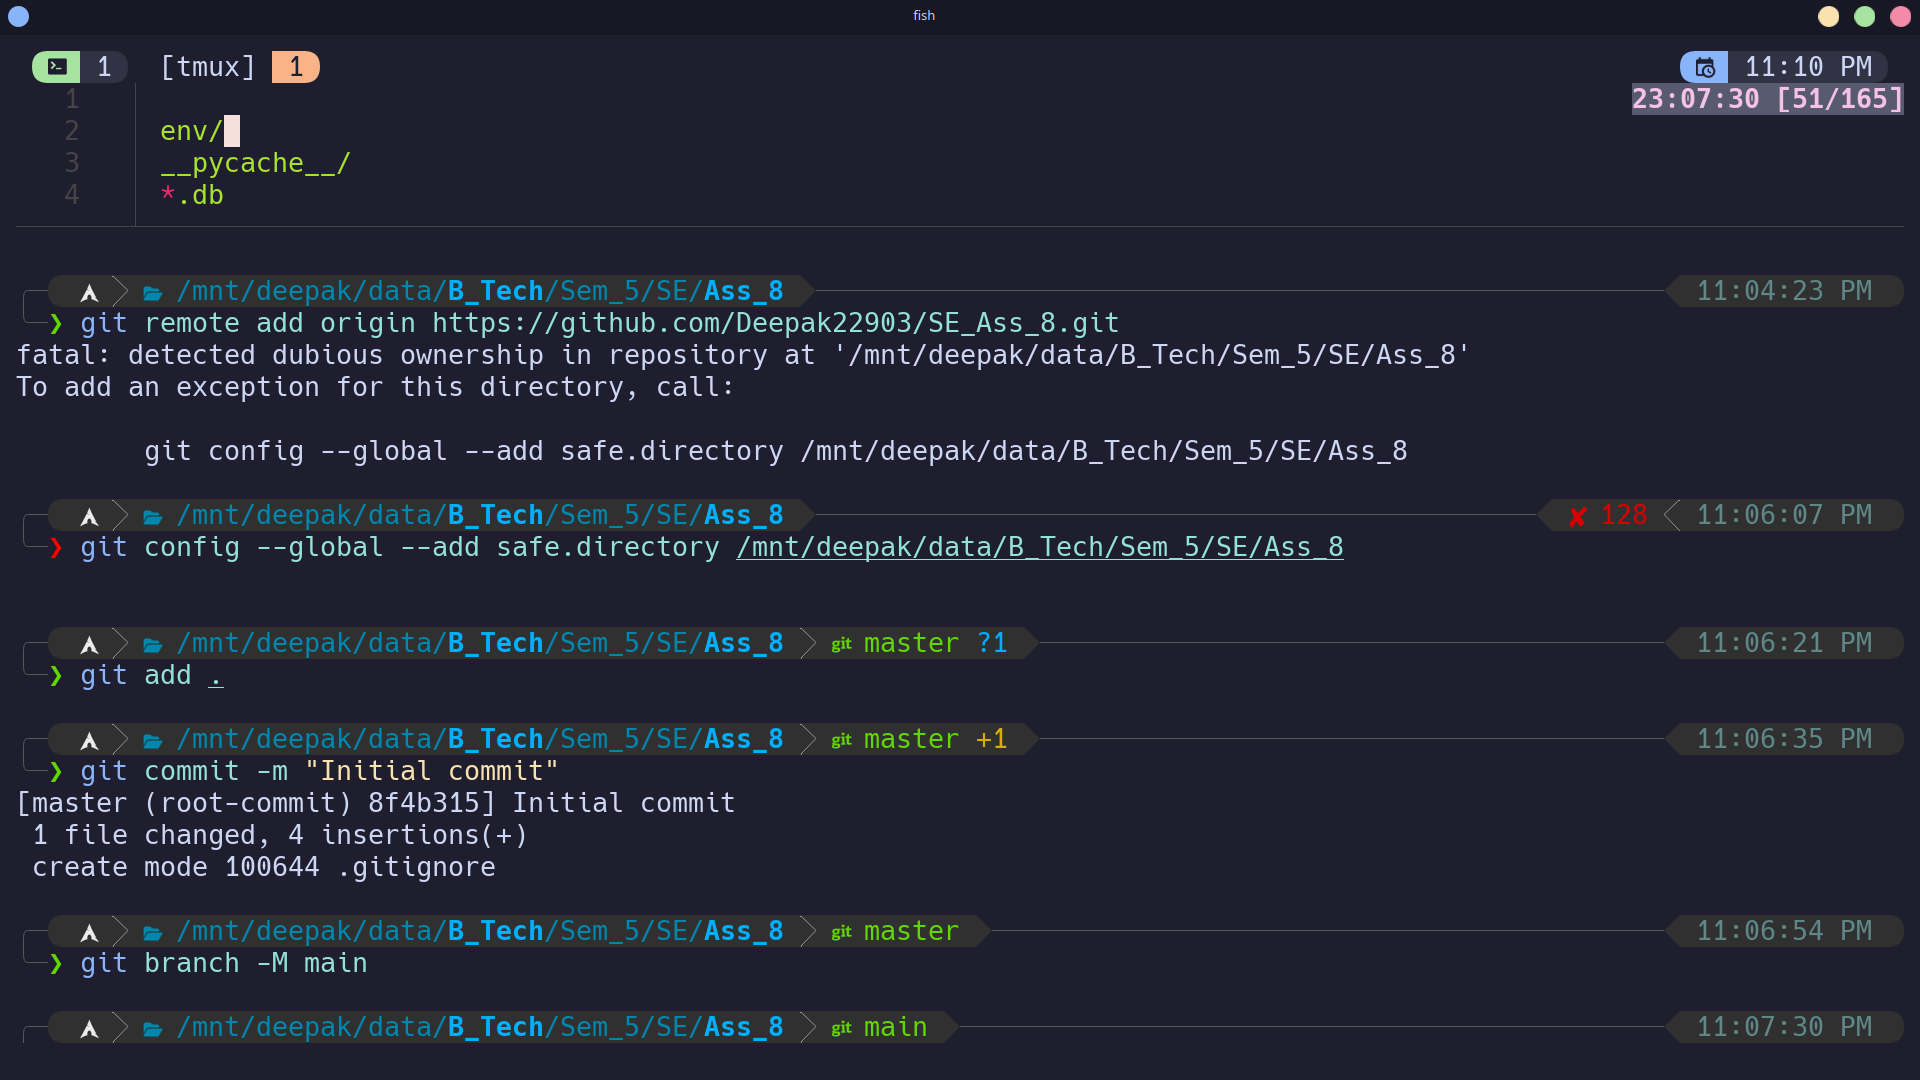 fish
1 [tmux] 1 11:10 PM
1 23:07:30 [51/165]
2 env/
3 __pycache__/
4 *.db
/mnt/deepak/data/B_Tech/Sem_5/SE/Ass_8 11:04:23 PM
❯ git remote add origin https://github.com/Deepak22903/SE_Ass_8.git
fatal: detected dubious ownership in repository at '/mnt/deepak/data/B_Tech/Sem_5/SE/Ass_8'
To add an exception for this directory, call:
git config --global --add safe.directory /mnt/deepak/data/B_Tech/Sem_5/SE/Ass_8
/mnt/deepak/data/B_Tech/Sem_5/SE/Ass_8 ✘ 128 11:06:07 PM
❯ git config --global --add safe.directory /mnt/deepak/data/B_Tech/Sem_5/SE/Ass_8
/mnt/deepak/data/B_Tech/Sem_5/SE/Ass_8 git master ?1 11:06:21 PM
❯ git add .
/mnt/deepak/data/B_Tech/Sem_5/SE/Ass_8 git master +1 11:06:35 PM
❯ git commit -m "Initial commit"
[master (root-commit) 8f4b315] Initial commit
1 file changed, 4 insertions(+)
create mode 100644 .gitignore
/mnt/deepak/data/B_Tech/Sem_5/SE/Ass_8 git master 11:06:54 PM
❯ git branch -M main
/mnt/deepak/data/B_Tech/Sem_5/SE/Ass_8 git main 11:07:30 PM